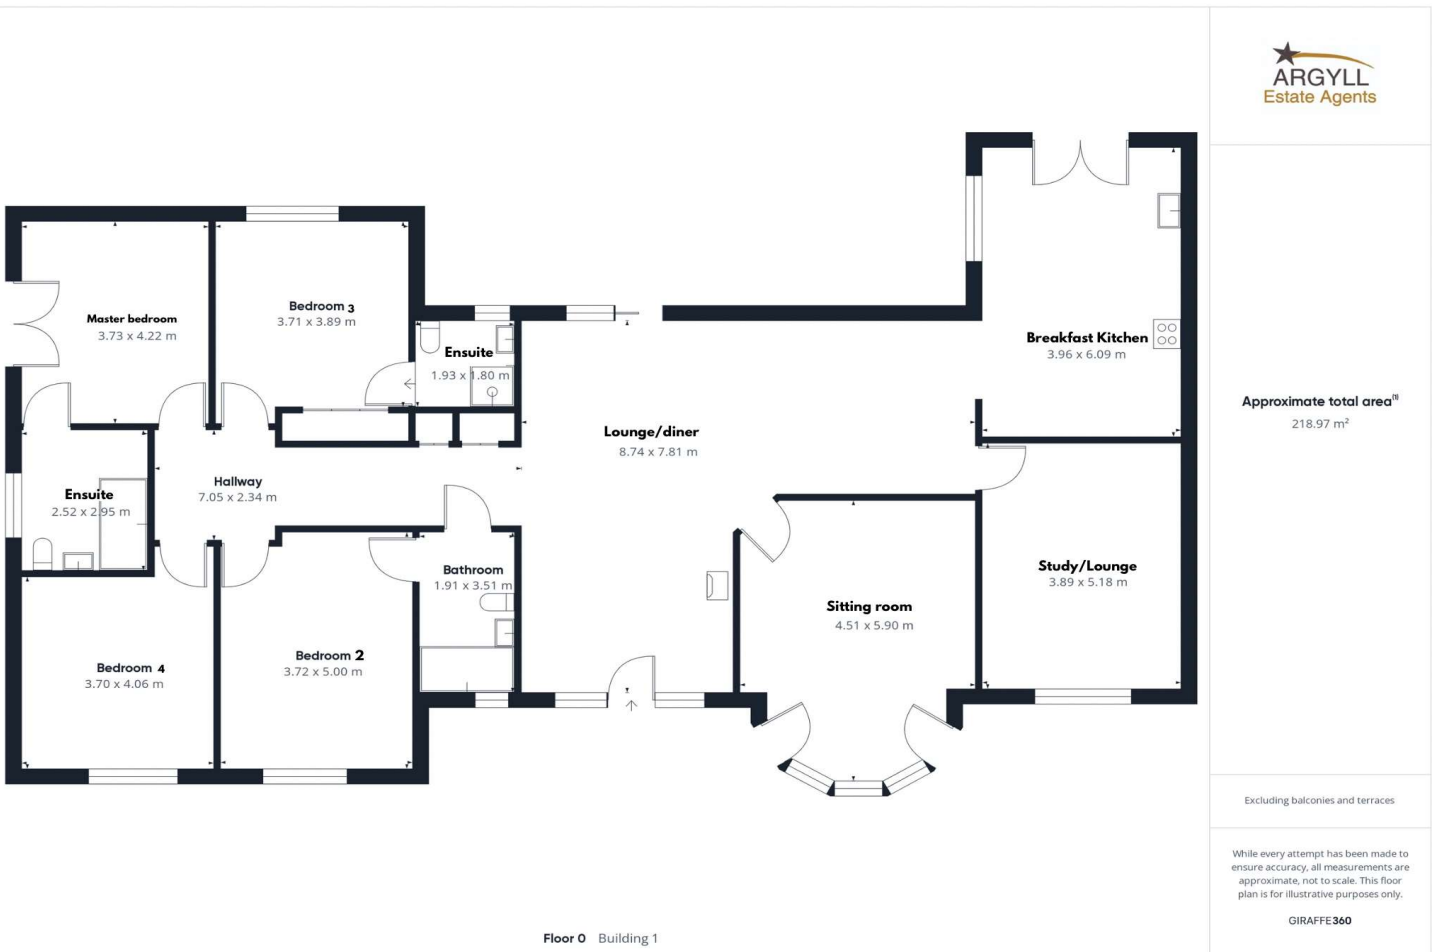 ARGYLL
Estate Agents
Master bedroom
3.73 x 4.22 m
Bedroom 3
3.71 x 3.89 m
Ensuite
1.93 x 1.80 m
Breakfast Kitchen
3.96 x 6.09 m
Lounge/diner
8.74 x 7.81 m
Hallway
7.05 x 2.34 m
Ensuite
2.52 x 2.95 m
Bathroom
1.91 x 3.51 m
Study/Lounge
3.89 x 5.18 m
Sitting room
4.51 x 5.90 m
Bedroom 4
3.70 x 4.06 m
Bedroom 2
3.72 x 5.00 m
Floor 0 Building 1
Approximate total area(1)
218.97 m²
Excluding balconies and terraces
While every attempt has been made to
ensure accuracy, all measurements are
approximate, not to scale. This floor
plan is for illustrative purposes only.
GIRAFFE360